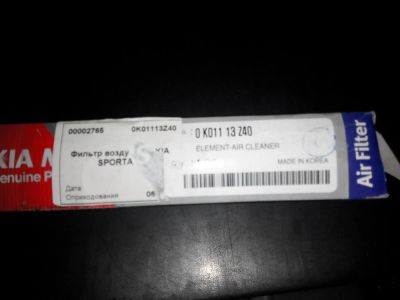 00002765 0K01113Z40
Фильтр возду KIA
SPORTA
Дата
Оприходования 06
0 K011 13 Z40
ELEMENT-AIR CLEANER
MADE IN KOREA
KIA M
enuine P
Air Filter